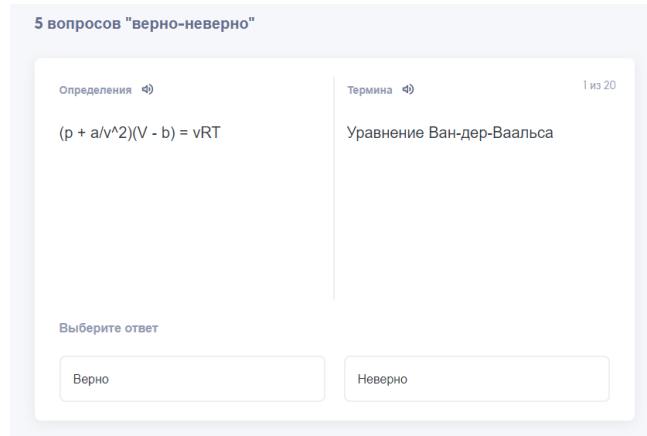 5 вопросов "верно-неверно"
Определения
Термина
1 из 20
(p + a/v^2)(V - b) = vRT
Уравнение Ван-дер-Ваальса
Выберите ответ
Верно
Неверно